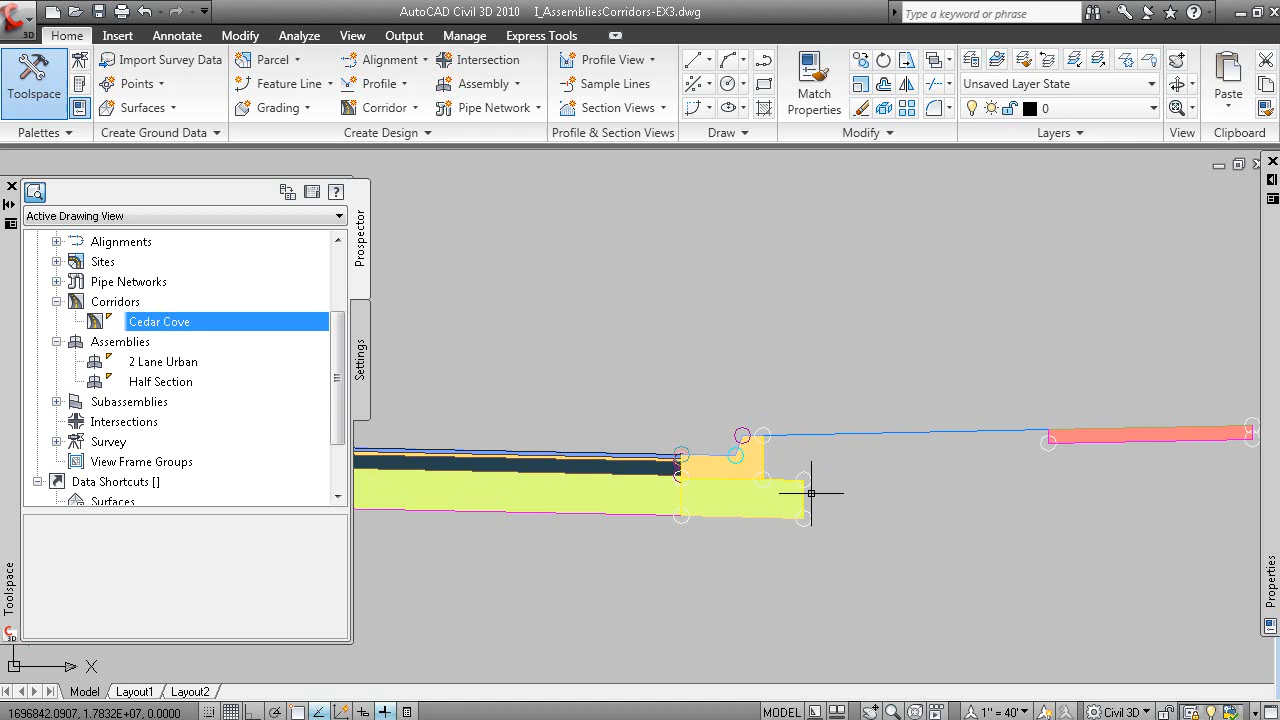 AutoCAD Civil 3D 2010 I_AssembliesCorridors-EX3.dwg
Type a keyword or phrase
3D
Home Insert Annotate Modify Analyze View Output Manage Express Tools
Toolspace
Import Survey Data
Points
Surfaces
Parcel
Feature Line
Grading
Alignment
Profile
Corridor
Intersection
Assembly
Pipe Network
Profile View
Sample Lines
Section Views
Match
Properties
Unsaved Layer State
0
Paste
Palettes
Create Ground Data
Create Design
Profile & Section Views
Draw
Modify
Layers
View
Clipboard
Active Drawing View
Alignments
Sites
Pipe Networks
Corridors
Cedar Cove
Assemblies
2 Lane Urban
Half Section
Subassemblies
Intersections
Survey
View Frame Groups
Data Shortcuts []
Surfaces
Prospector
Settings
Toolspace
3D
Properties
X
Model Layout1 Layout2
1696842.0907, 1.7832E+07, 0.0000
MODEL
1" = 40'
Civil 3D